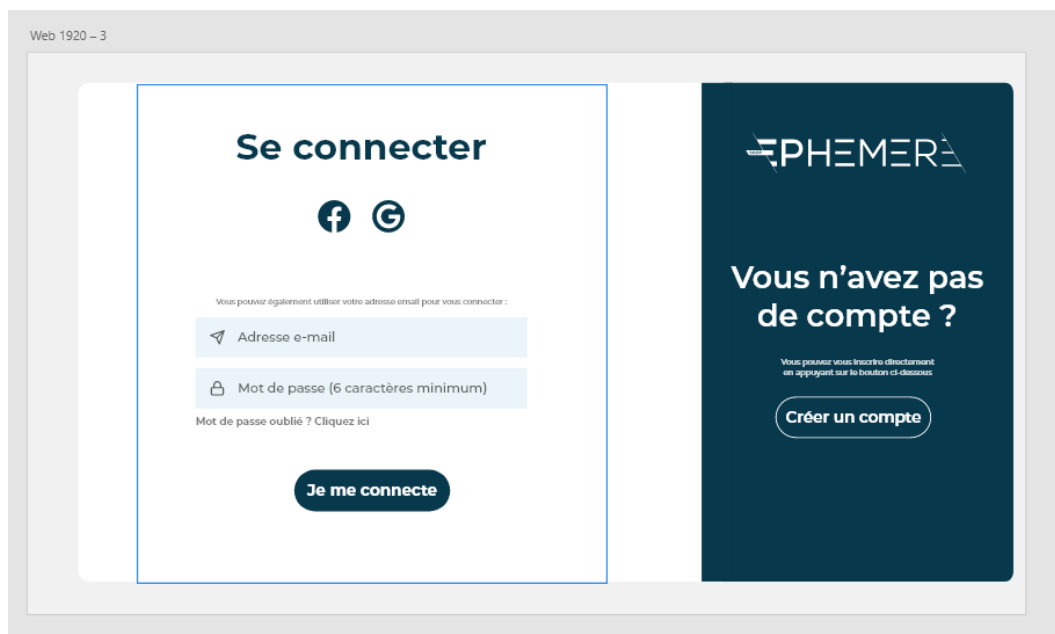 Web 1920 – 3
Se connecter
Vous pouvez également utiliser votre adresse email pour vous connecter :
Adresse e-mail
Mot de passe (6 caractères minimum)
Mot de passe oublié ? Cliquez ici
Je me connecte
EPHEMERE
Vous n’avez pas
de compte ?
Vous pouvez vous inscrire directement
en appuyant sur le bouton ci-dessous
Créer un compte